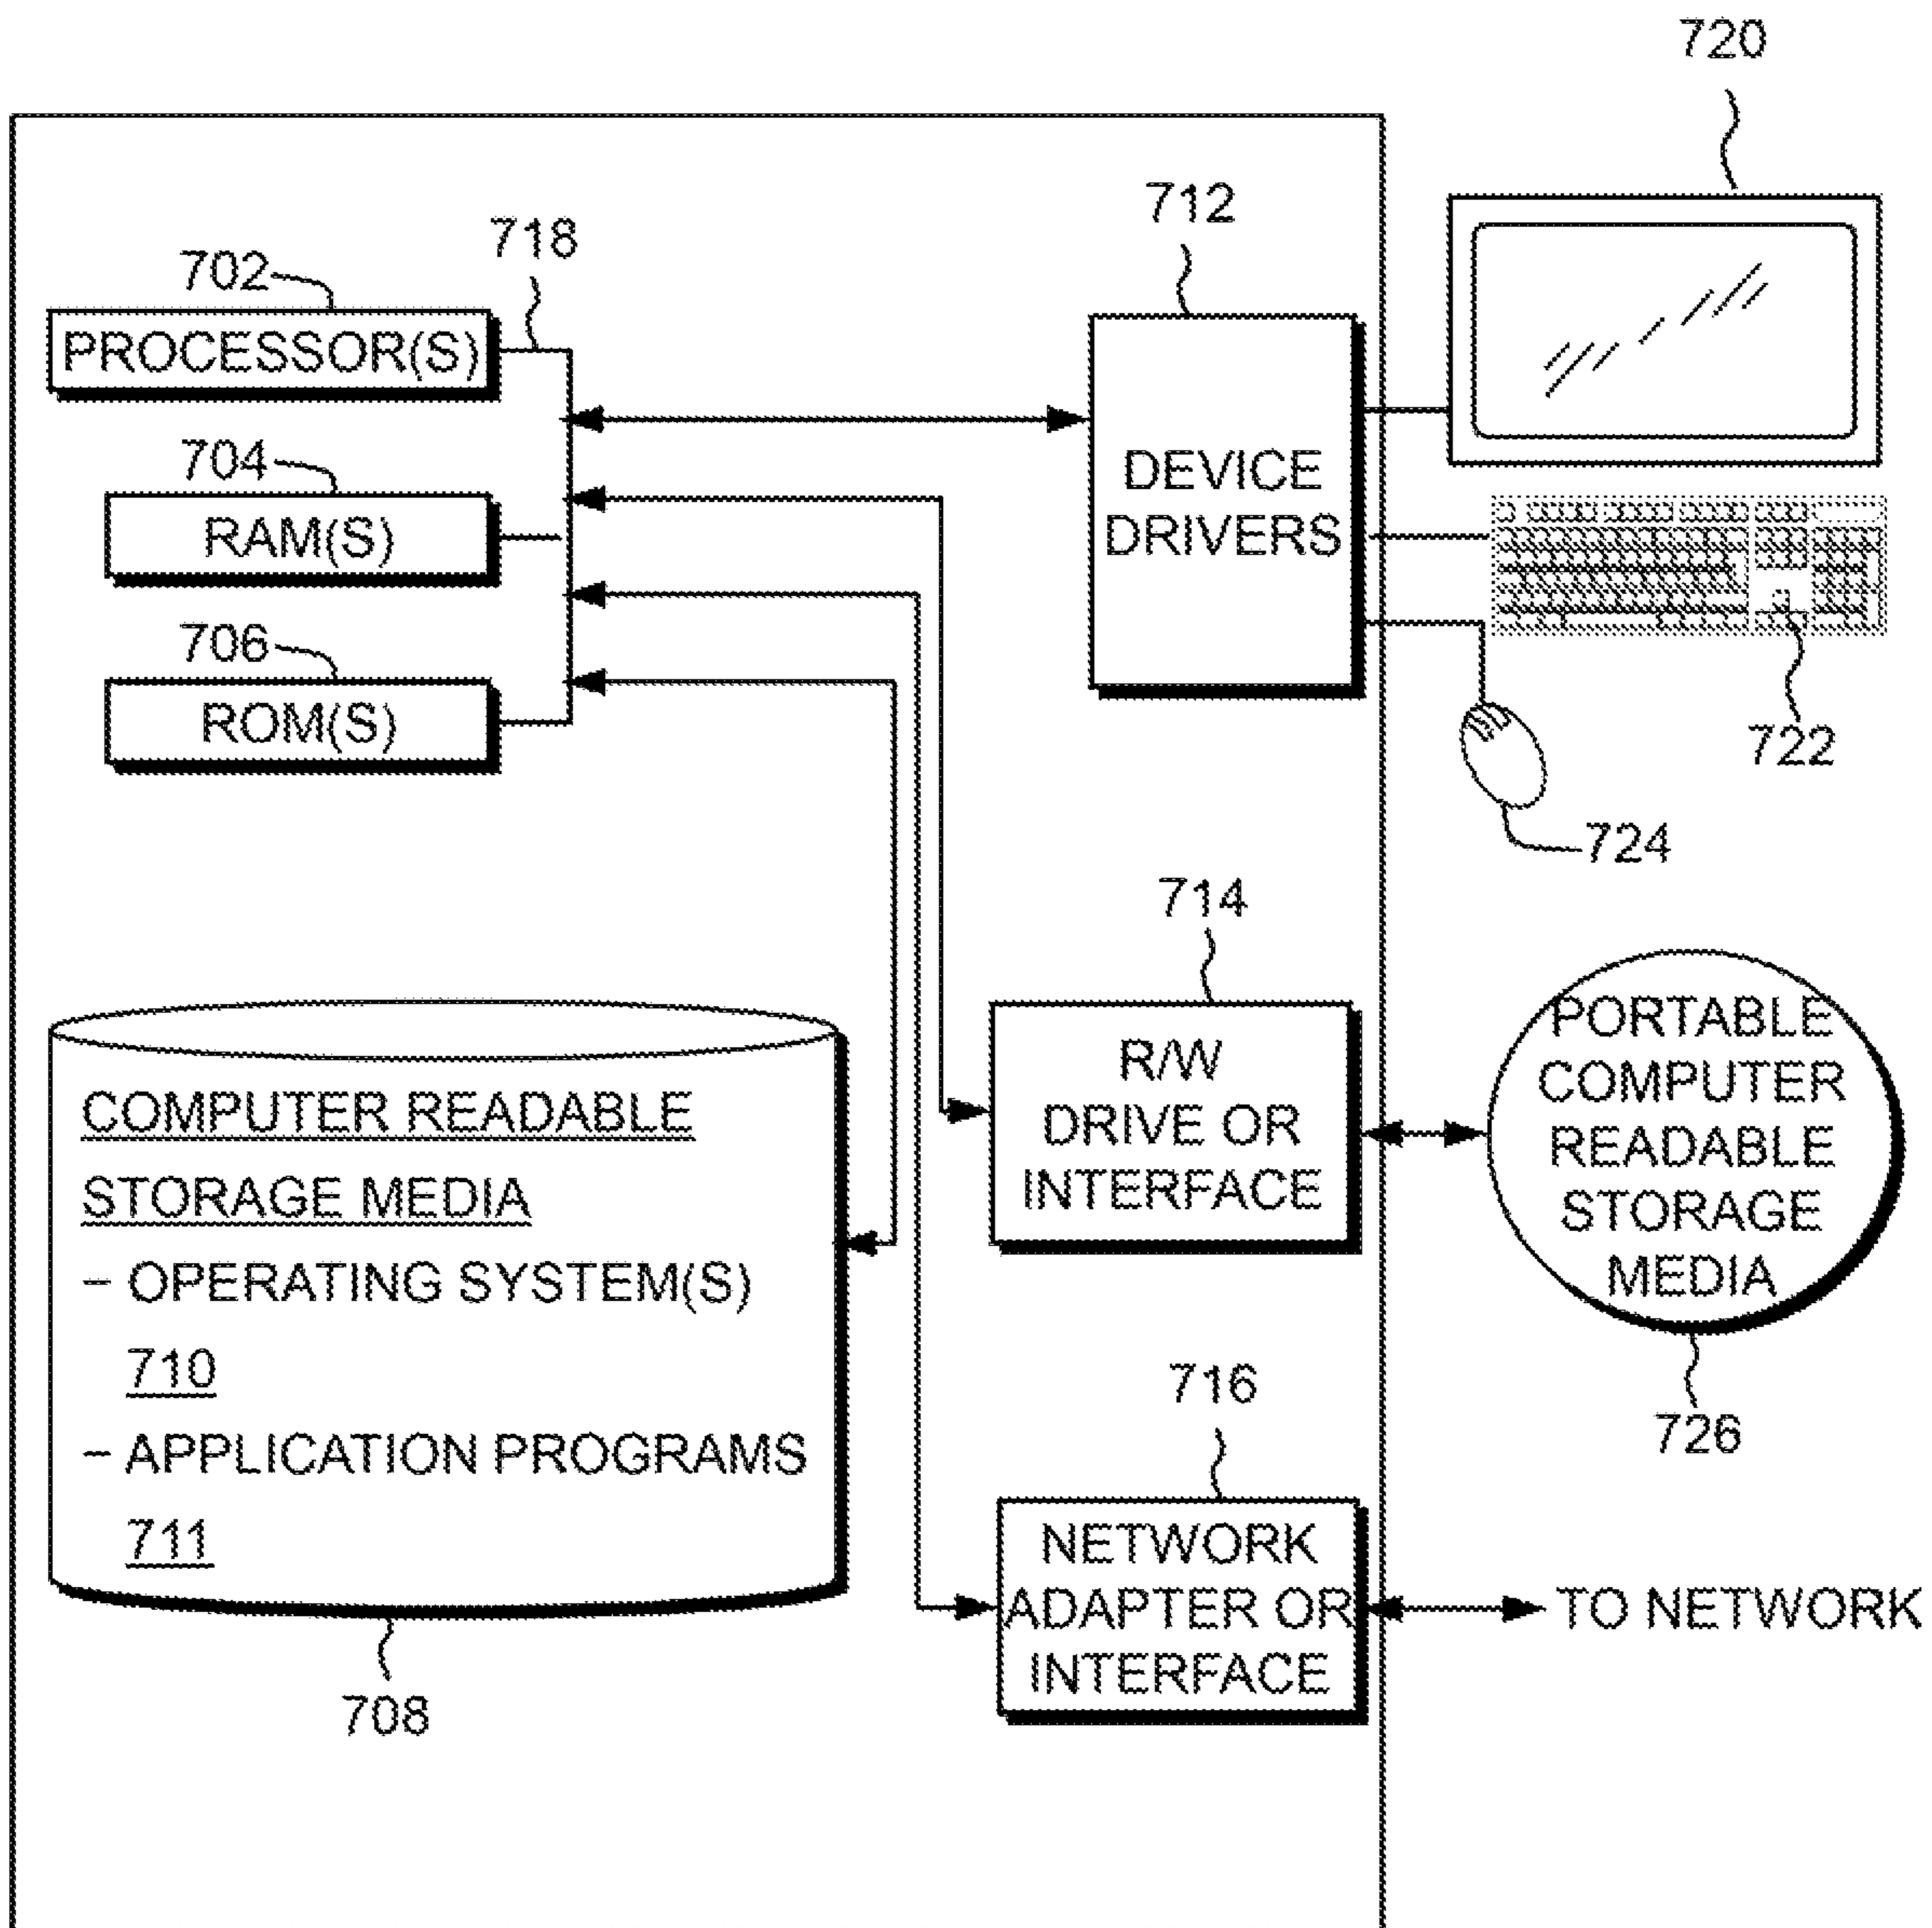 720
712
718
702
PROCESSOR(S)
704
RAM(S)
706
ROM(S)
DEVICE
DRIVERS
722
724
714
R/W
DRIVE OR
INTERFACE
PORTABLE
COMPUTER
READABLE
STORAGE
MEDIA
726
COMPUTER READABLE
STORAGE MEDIA
– OPERATING SYSTEM(S)
710
– APPLICATION PROGRAMS
711
708
716
NETWORK
ADAPTER OR
INTERFACE
TO NETWORK